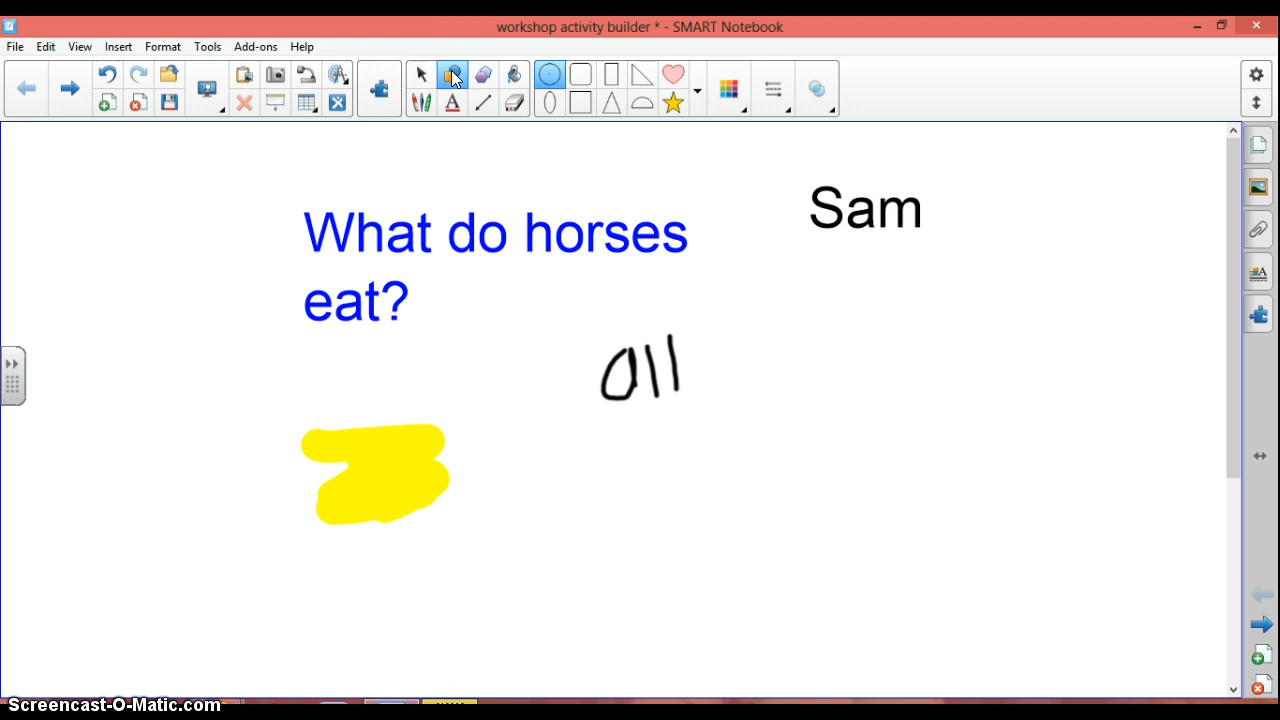 workshop activity builder * - SMART Notebook
File Edit View Insert Format Tools Add-ons Help
Sam
What do horses
eat?
all
Screencast-O-Matic.com